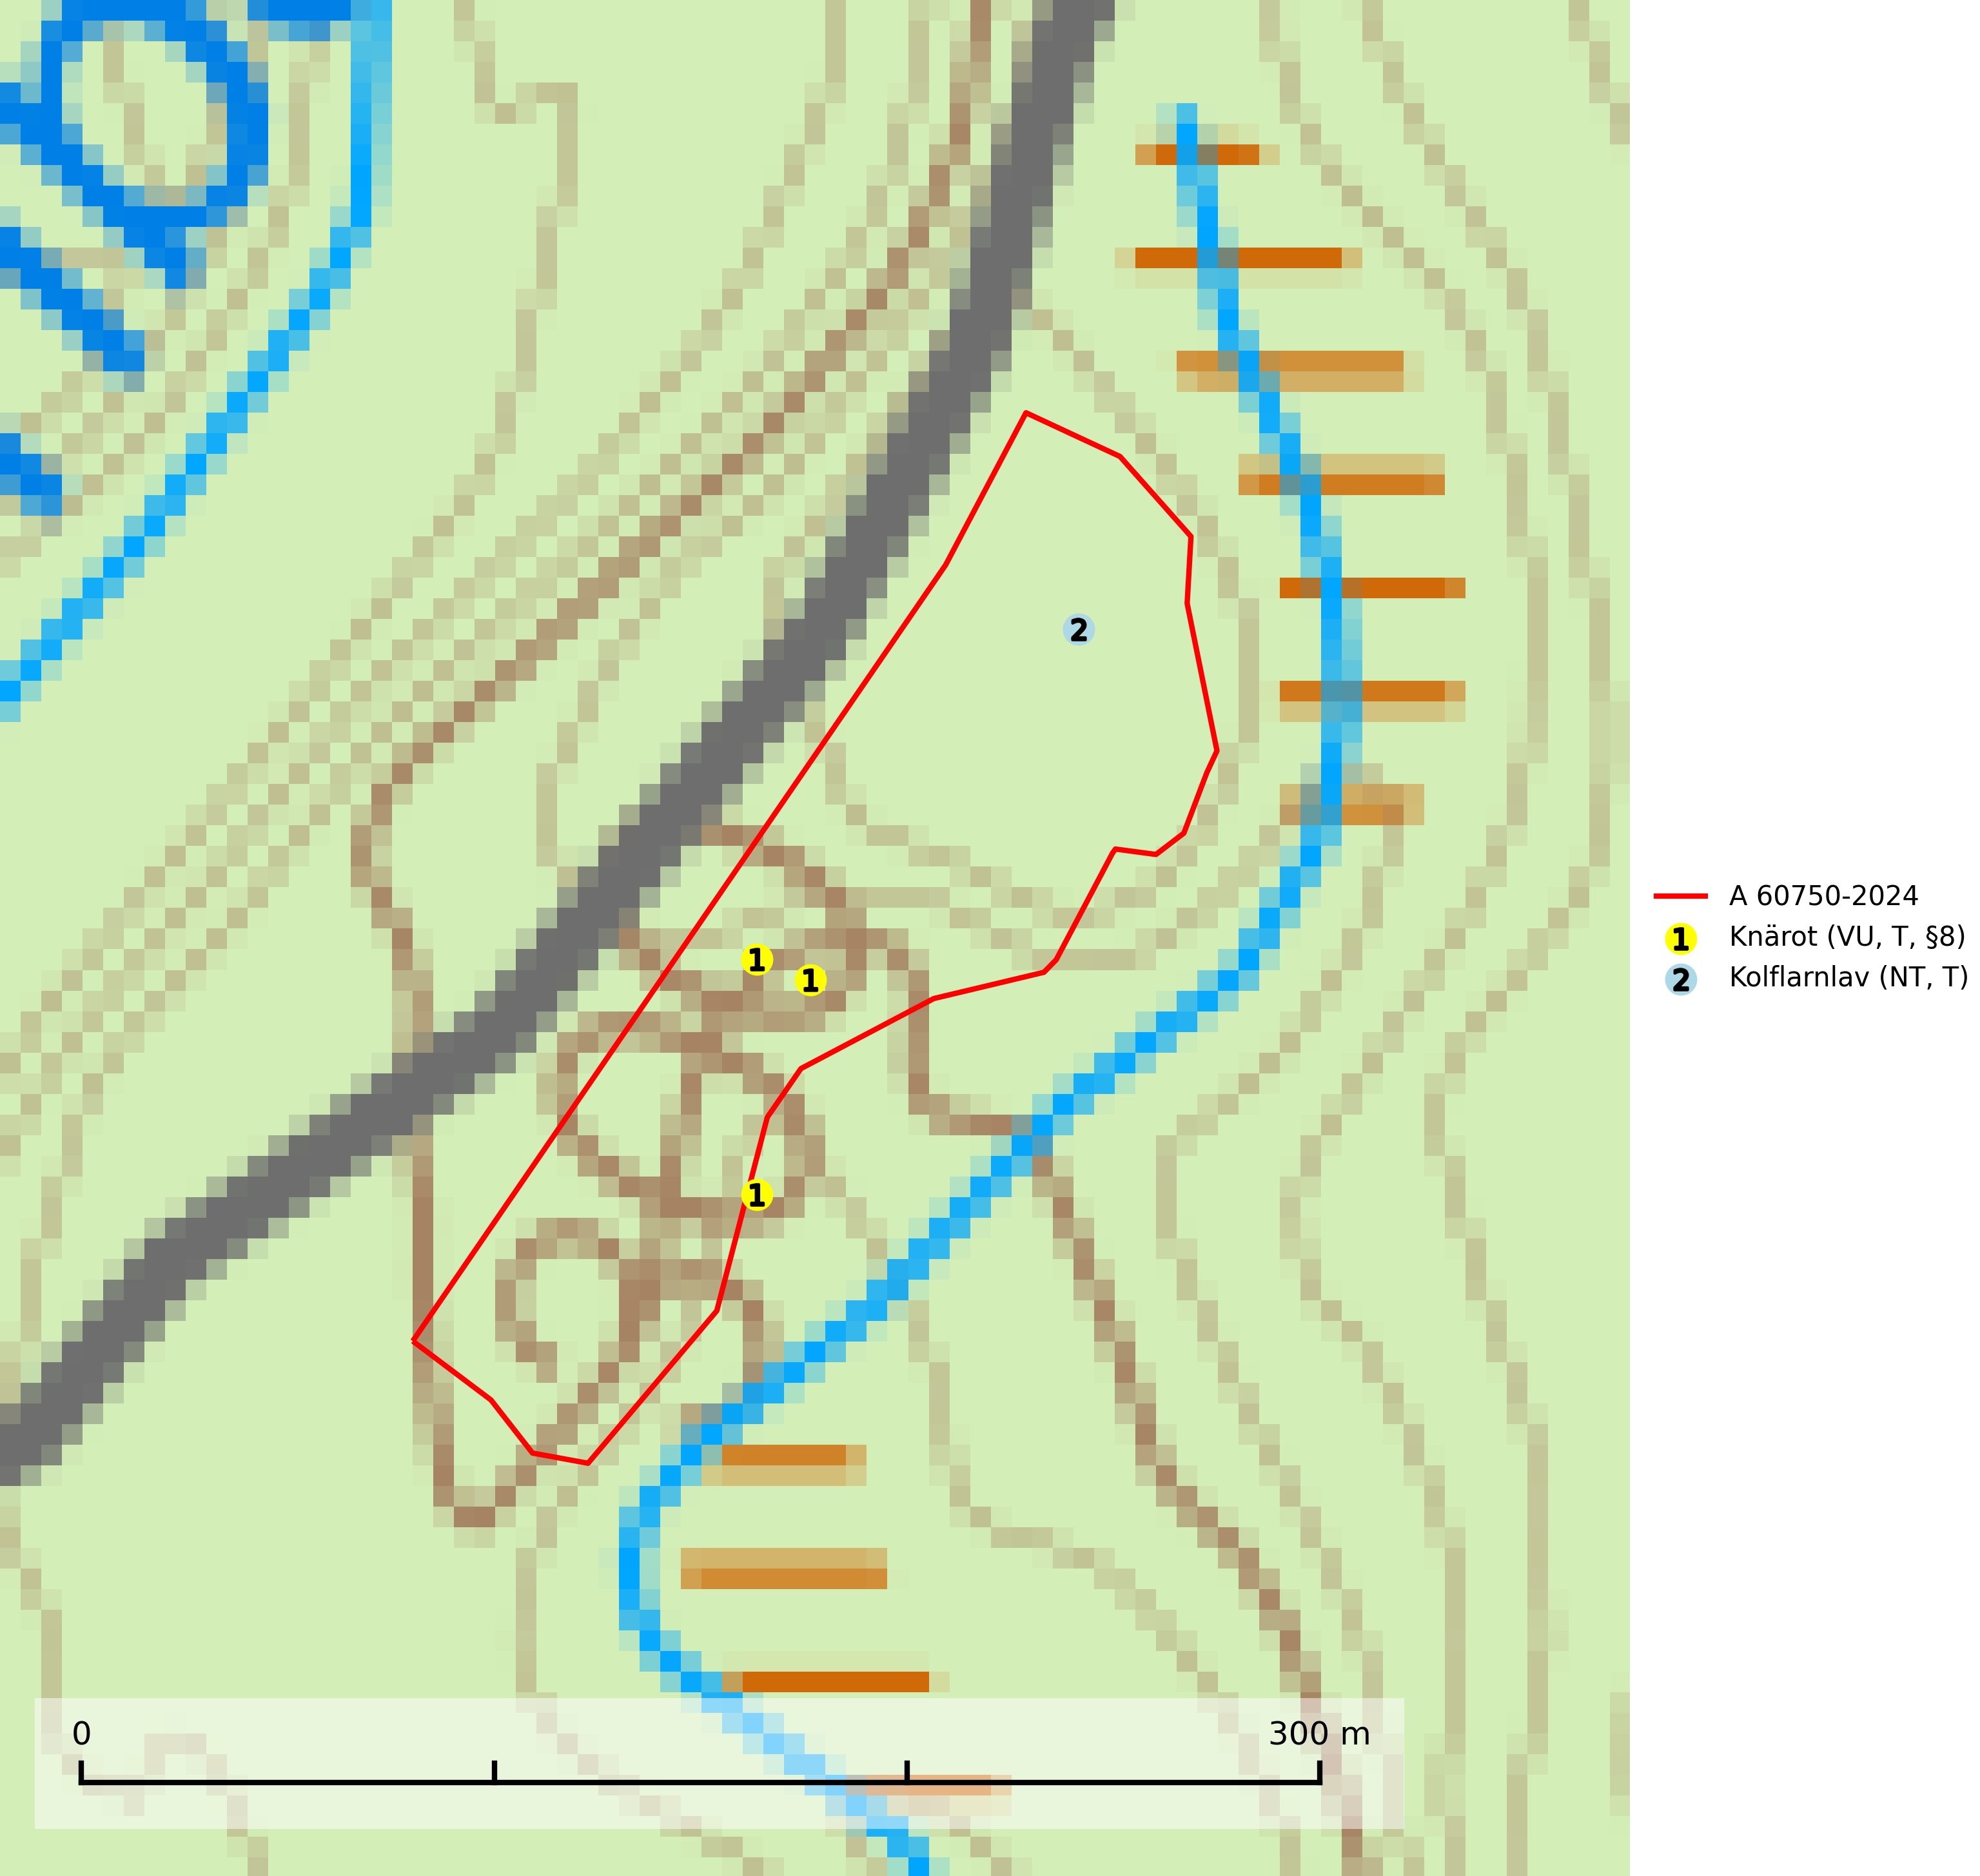 2
1
1
1
0
300 m
A 60750-2024
1 Knärot (VU, T, §8)
2 Kolflarnlav (NT, T)